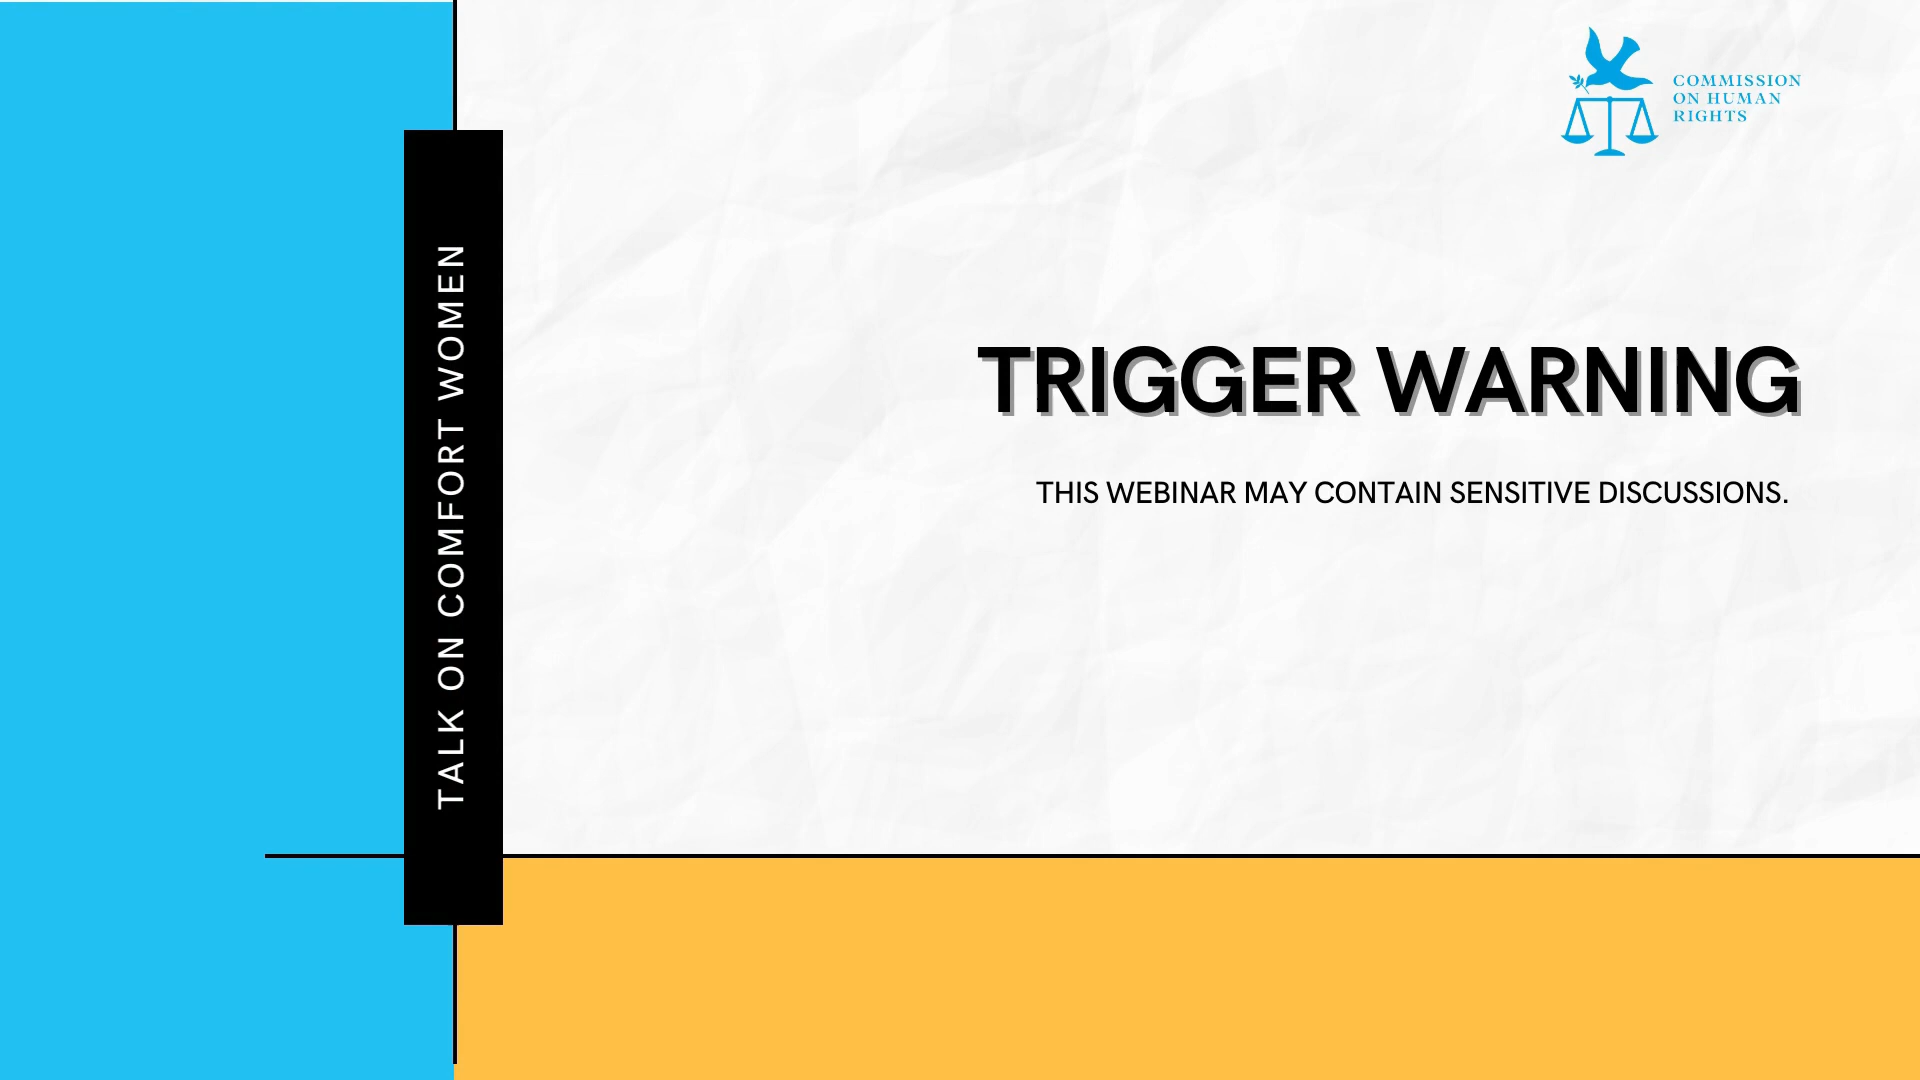 COMMISSION
ON HUMAN
RIGHTS
TALK ON COMFORT WOMEN
TRIGGER WARNING
THIS WEBINAR MAY CONTAIN SENSITIVE DISCUSSIONS.